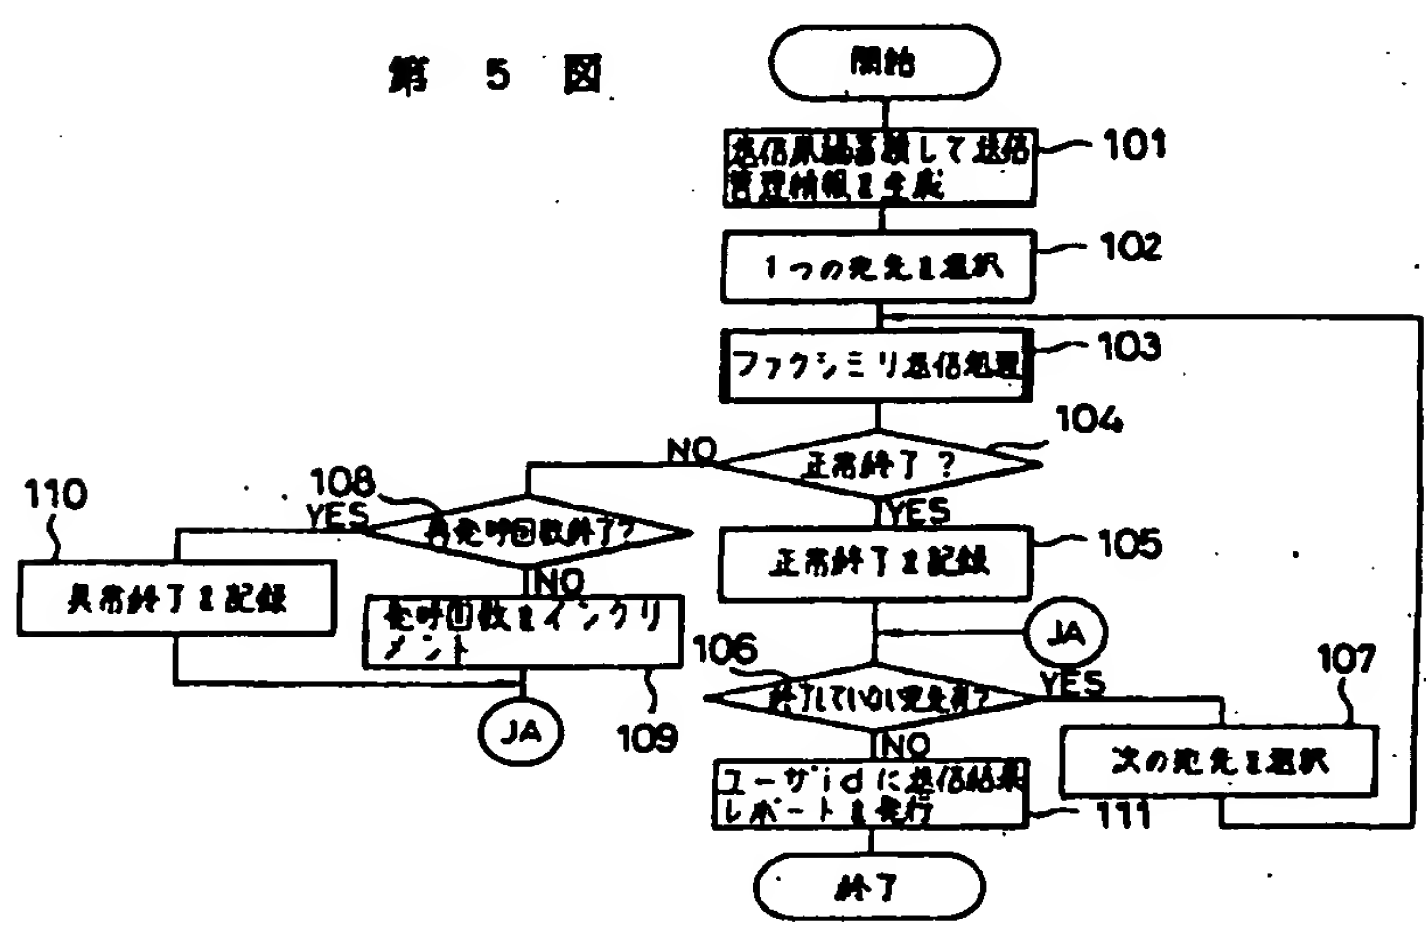 第 5 図
開始
送信原稿蓄積して送信
管理情報を生成
101
1つの宛先を選択
102
ファクシミリ送信処理
103
正常終了?
104
NO
YES
再発呼回数終了?
108
YES
NO
110
異常終了を記録
正常終了を記録
105
発呼回数をインクリ
メント
109
JA
JA
106
終了していない宛先有?
YES
NO
107
次の宛先を選択
ユーザidに送信結果
レポートを発行
111
終了